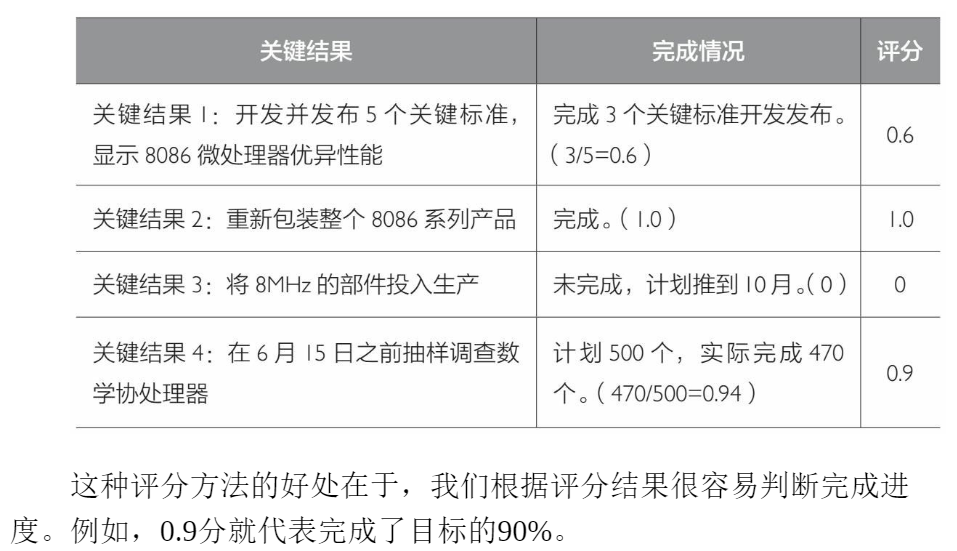 关键结果 完成情况 评分
关键结果 1：开发并发布 5 个关键标准， 完成 3 个关键标准开发发布。
显示 8086 微处理器优异性能 （ 3/5=0.6 ） 0.6
关键结果 2：重新包装整个 8086 系列产品 完成。（ 1.0 ） 1.0
关键结果 3：将 8MHz 的部件投入生产 未完成，计划推到 10 月。（ 0 ） 0
关键结果 4：在 6 月 15 日之前抽样调查数 计划 500 个，实际完成 470
学协处理器 个。（ 470/500=0.94 ） 0.9
这种评分方法的好处在于，我们根据评分结果很容易判断完成进
度。例如，0.9分就代表完成了目标的90%。